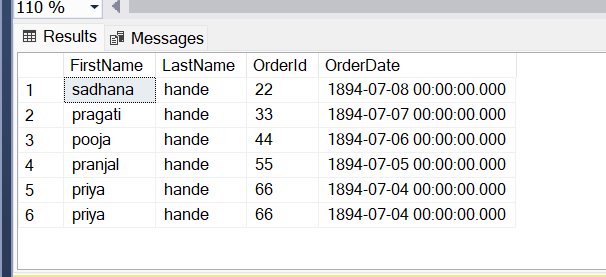 110 %
Results Messages
FirstName LastName OrderId OrderDate
1 sadhana hande 22 1894-07-08 00:00:00.000
2 pragati hande 33 1894-07-07 00:00:00.000
3 pooja hande 44 1894-07-06 00:00:00.000
4 pranjal hande 55 1894-07-05 00:00:00.000
5 priya hande 66 1894-07-04 00:00:00.000
6 priya hande 66 1894-07-04 00:00:00.000